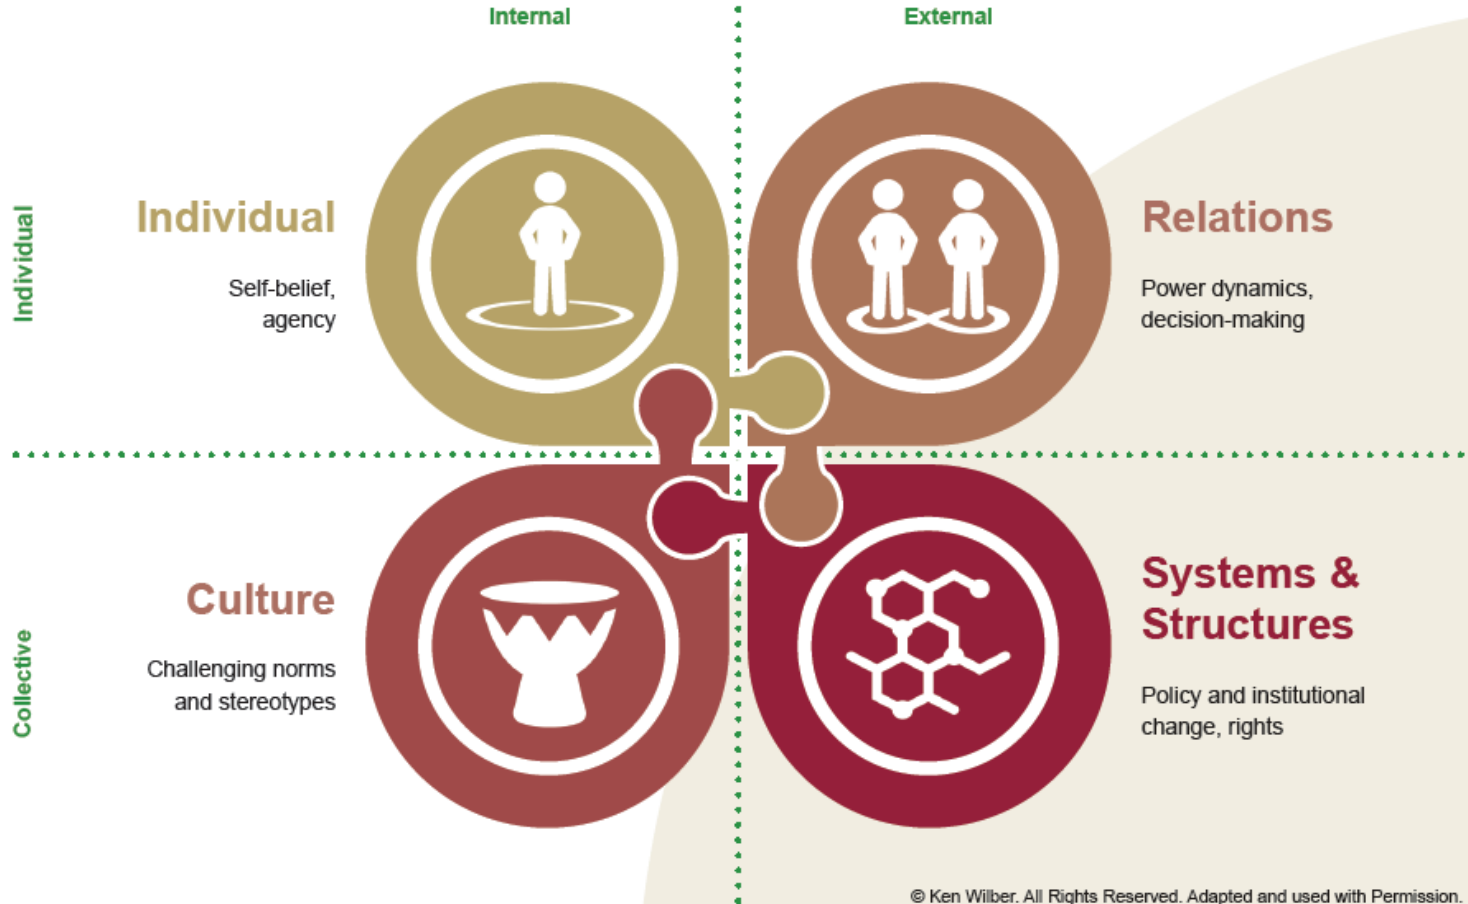 Internal
External
Individual
Individual
Self-belief,
agency
Relations
Power dynamics,
decision-making
Collective
Culture
Challenging norms
and stereotypes
Systems &
Structures
Policy and institutional
change, rights
© Ken Wilber. All Rights Reserved. Adapted and used with Permission.